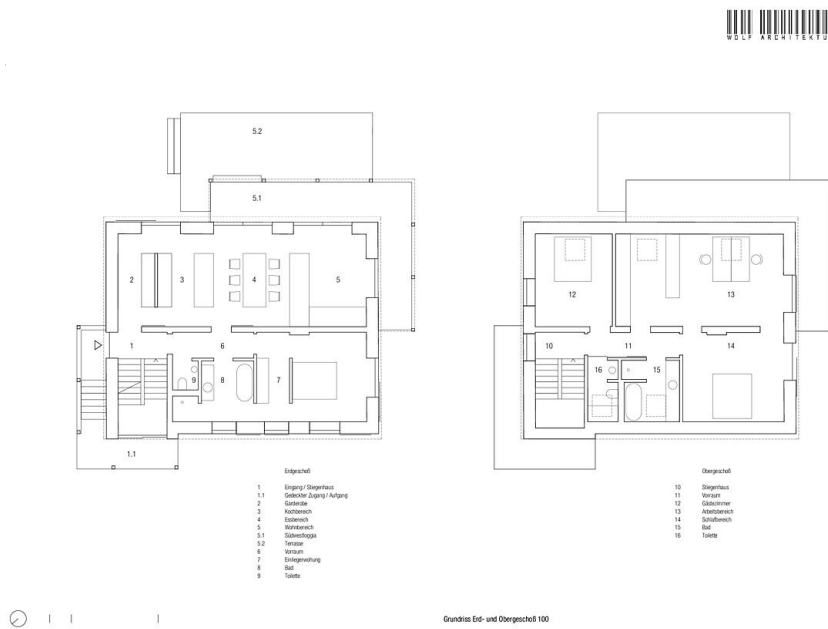 WOLF ARCHITEKTU
5.2
5.1
2
3
4
5
1
6
9
8
7
1.1
12
13
10
11
14
16
15
Erdgeschoß
1 Eingang / Stiegenhaus
1.1 Gedeckter Zugang / Aufgang
2 Garderobe
3 Kochbereich
4 Essbereich
5 Wohnbereich
5.1 Südwestloggia
5.2 Terrasse
6 Vorraum
7 Einliegerwohung
8 Bad
9 Toilette
Obergeschoß
10 Stiegenhaus
11 Vorraum
12 Gästezimmer
13 Arbeitsbereich
14 Schlafbereich
15 Bad
16 Toilette
Grundriss Erd- und Obergeschoß 100